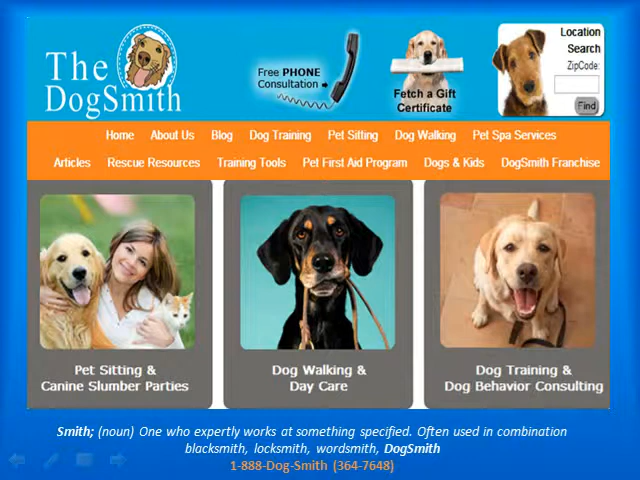 The
DogSmith
Free PHONE
Consultation
Fetch a Gift
Certificate
Location
Search
ZipCode:
Find
Home About Us Blog Dog Training Pet Sitting Dog Walking Pet Spa Services
Articles Rescue Resources Training Tools Pet First Aid Program Dogs & Kids DogSmith Franchise
Pet Sitting &
Canine Slumber Parties
Dog Walking &
Day Care
Dog Training &
Dog Behavior Consulting
Smith; (noun) One who expertly works at something specified. Often used in combination
blacksmith, locksmith, wordsmith, DogSmith
1-888-Dog-Smith (364-7648)